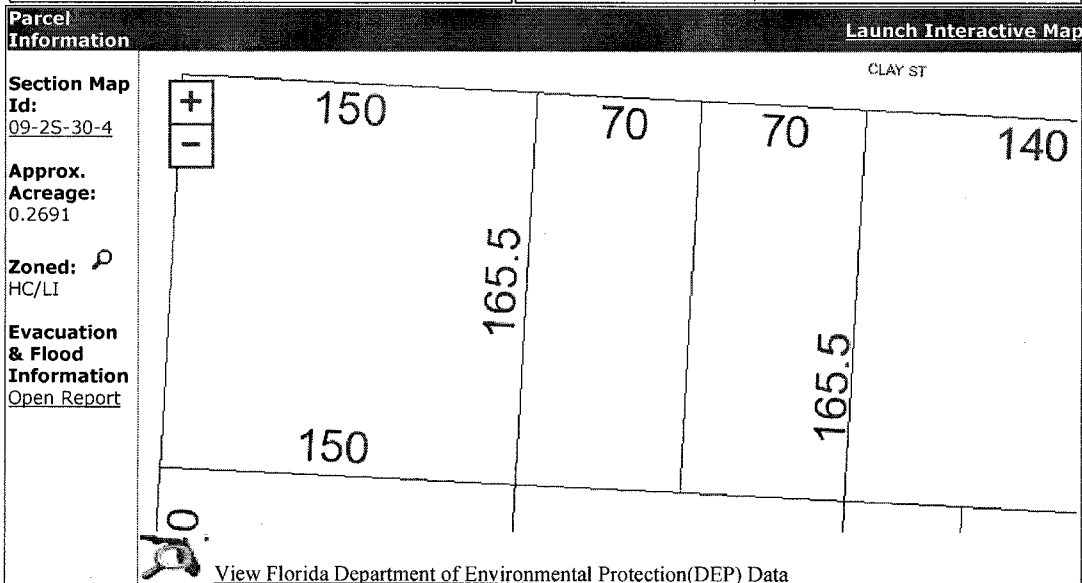 Parcel
Information
Launch Interactive Map
Section Map
Id:
09-2S-30-4
Approx.
Acreage:
0.2691
Zoned:
HC/LI
Evacuation
& Flood
Information
Open Report
CLAY ST
+
−
150
70
70
140
165.5
165.5
150
0.
View Florida Department of Environmental Protection(DEP) Data